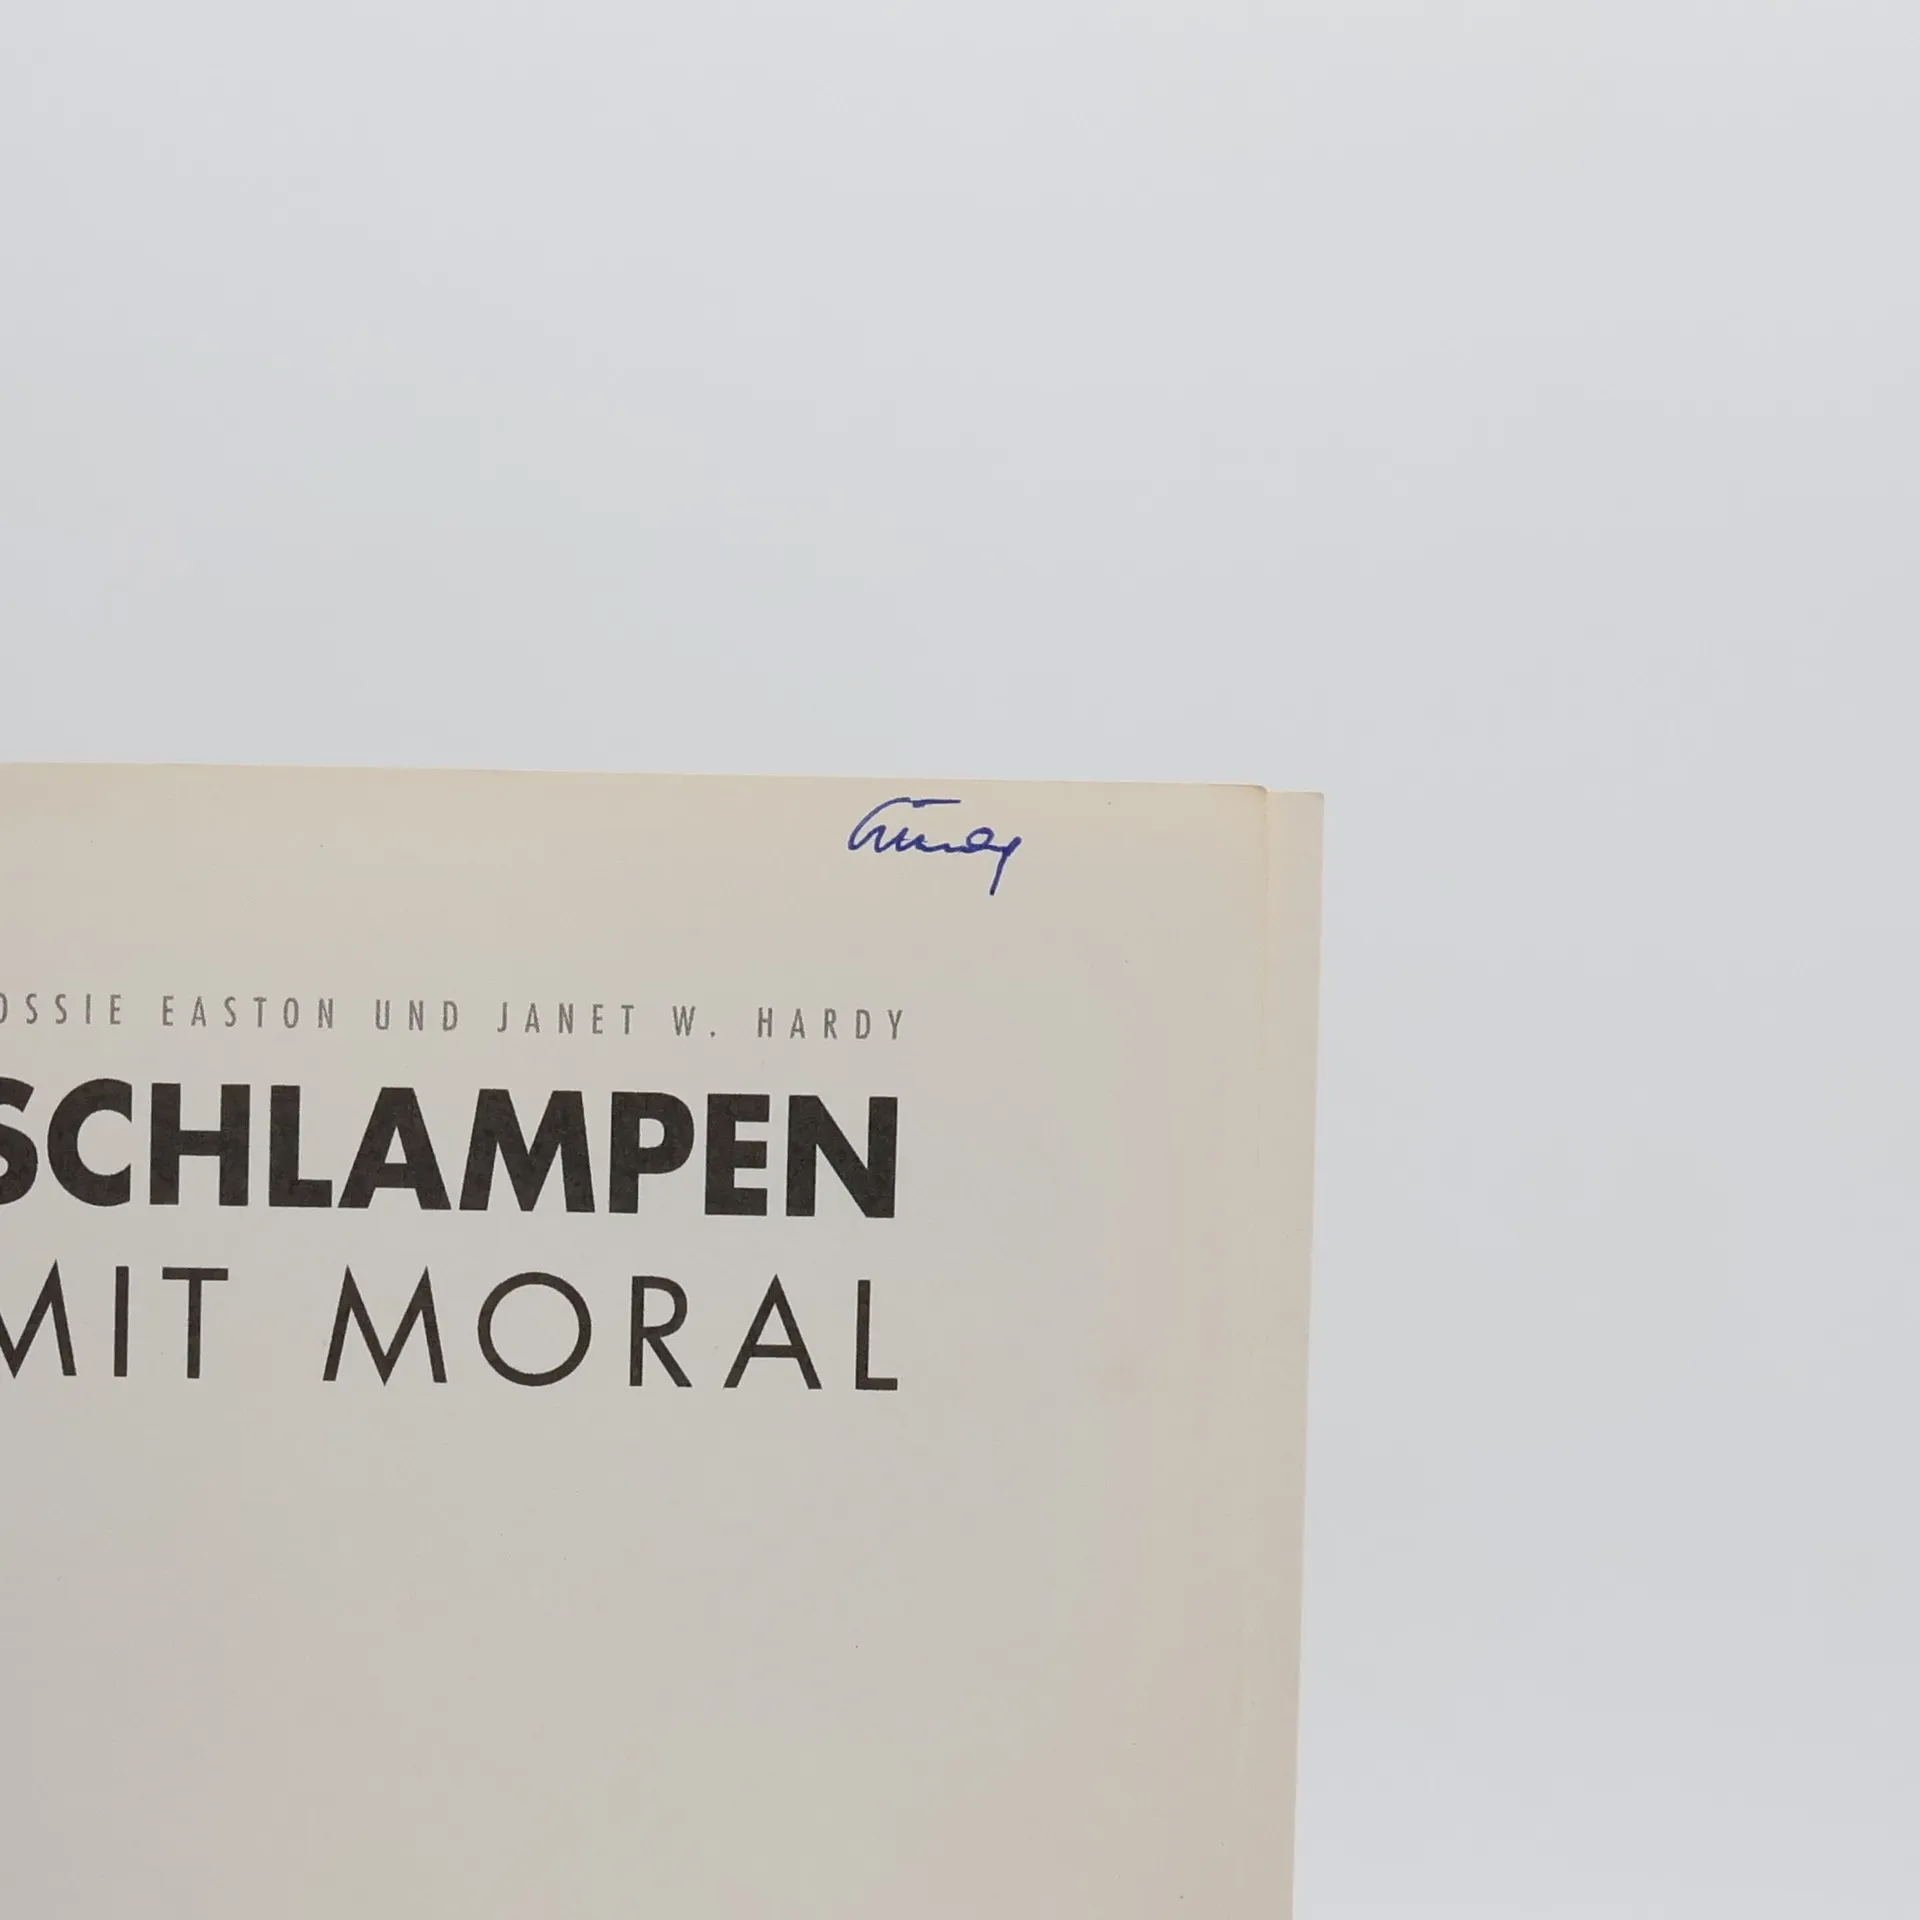 OSSIE EASTON UND JANET W. HARDY
SCHLAMPEN
MIT MORAL